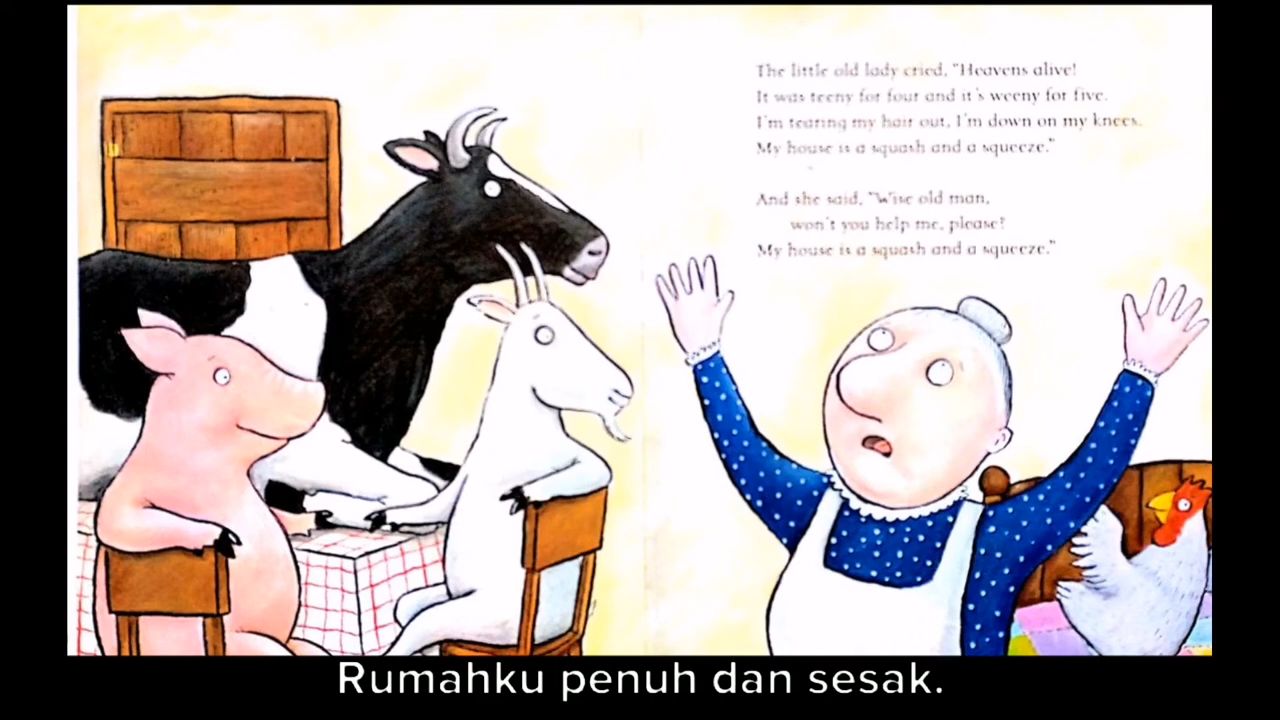 The little old lady cried, "Heavens alive!
It was teeny for four and it's weeny for five.
I'm tearing my hair out, I'm down on my knees.
My house is a squash and a squeeze."
And she said, "Wise old man,
won't you help me, please?
My house is a squash and a squeeze."
Rumahku penuh dan sesak.